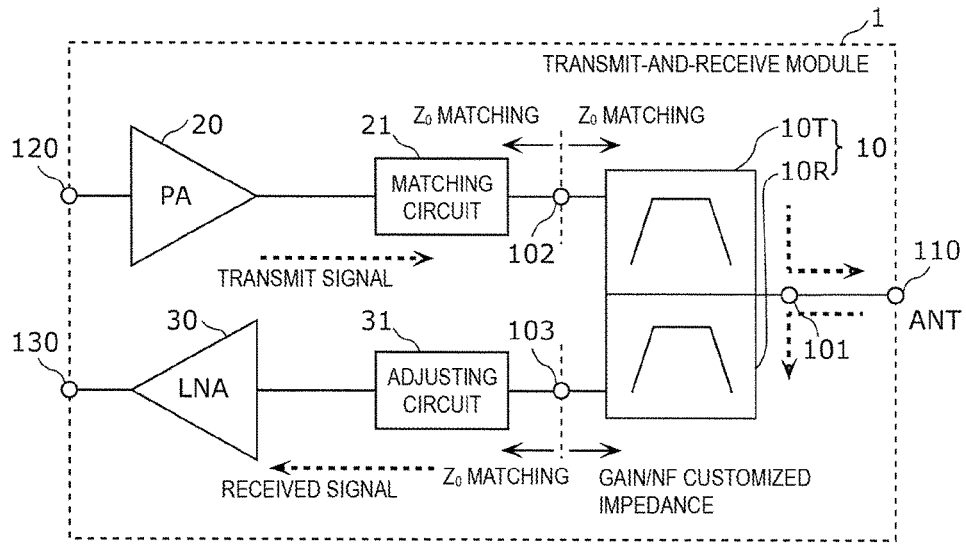 1
TRANSMIT-AND-RECEIVE MODULE
20
21
Z0 MATCHING
Z0 MATCHING
10T
10
10R
120
PA
MATCHING
CIRCUIT
102
TRANSMIT SIGNAL
110
ANT
101
30
31
103
130
LNA
ADJUSTING
CIRCUIT
RECEIVED SIGNAL
Z0 MATCHING
GAIN/NF CUSTOMIZED
IMPEDANCE